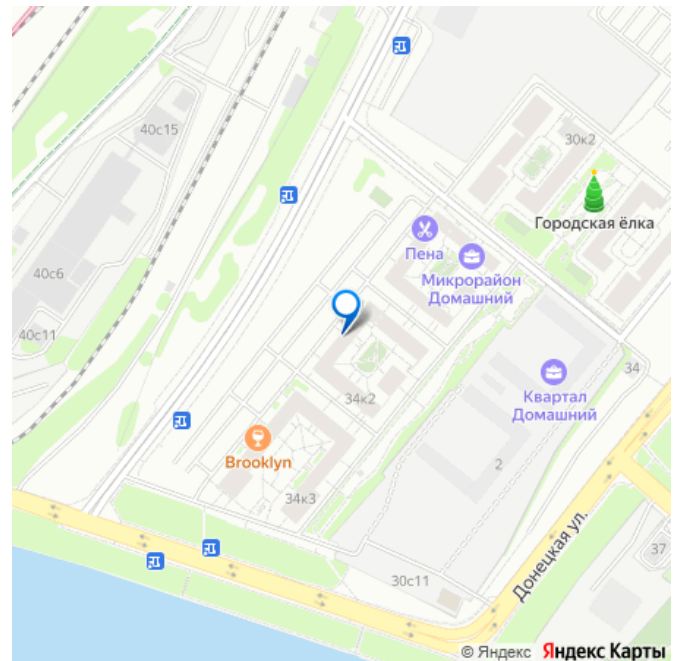 40с15
30к2
Городская ёлка
Пена
Микрорайон
Домашний
40с6
40с11
34
34к2
Квартал
Домашний
Brooklyn
2
34к3
Донецкая ул.
37
30с11
© Яндекс Яндекс Карты